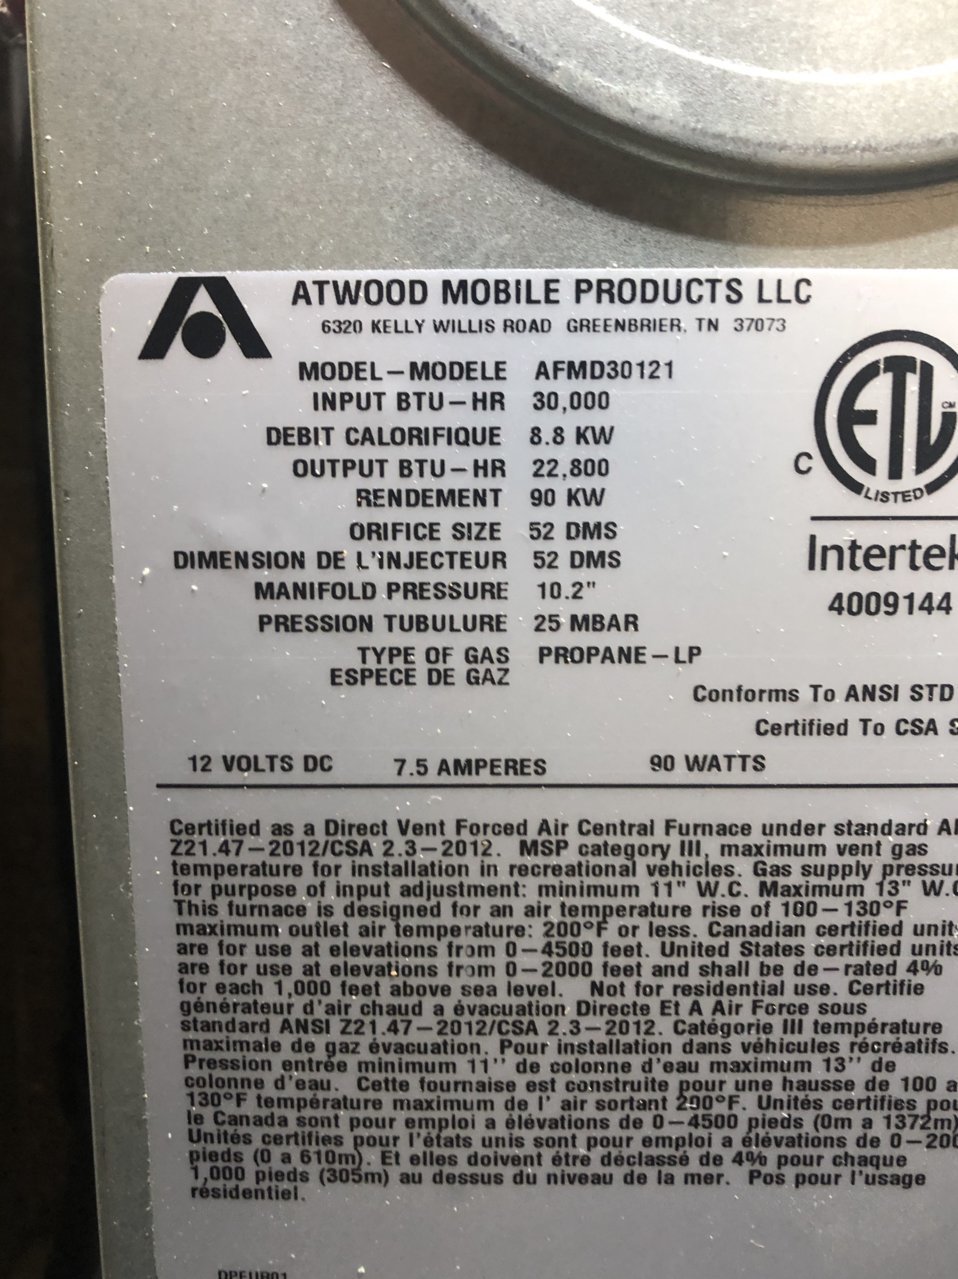 ATWOOD MOBILE PRODUCTS LLC
6320 KELLY WILLIS ROAD GREENBRIER, TN 37073
MODEL–MODELE AFMD30121
INPUT BTU–HR 30,000
DEBIT CALORIFIQUE 8.8 KW
OUTPUT BTU–HR 22,800
RENDEMENT 90 KW
ORIFICE SIZE 52 DMS
DIMENSION DE L'INJECTEUR 52 DMS
MANIFOLD PRESSURE 10.2"
PRESSION TUBULURE 25 MBAR
TYPE OF GAS PROPANE–LP
ESPECE DE GAZ
C ETL CM
LISTED
Intertek
4009144
Conforms To ANSI STD
Certified To CSA
12 VOLTS DC 7.5 AMPERES 90 WATTS
Certified as a Direct Vent Forced Air Central Furnace under standard
Z21.47–2012/CSA 2.3–2012. MSP category III, maximum vent gas
temperature for installation in recreational vehicles. Gas supply pressure
for purpose of input adjustment: minimum 11" W.C. Maximum 13" W.C
This furnace is designed for an air temperature rise of 100–130°F
maximum outlet air temperature: 200°F or less. Canadian certified units
are for use at elevations from 0–4500 feet. United States certified units
are for use at elevations from 0–2000 feet and shall be de–rated 4%
for each 1,000 feet above sea level. Not for residential use. Certifie
générateur d'air chaud a évacuation Directe Et A Air Force sous
standard ANSI Z21.47–2012/CSA 2.3–2012. Catégorie III température
maximale de gaz évacuation. Pour installation dans véhicules récréatifs.
Pression entrée minimum 11'' de colonne d'eau maximum 13'' de
colonne d'eau. Cette fournaise est construite pour une hausse de 100 a
130°F température maximum de l' air sortant 200°F. Unités certifies pou
le Canada sont pour emploi a élévations de 0–4500 pieds (0m a 1372m)
Unités certifies pour l'états unis sont pour emploi a élévations de 0–200
pieds (0 a 610m). Et elles doivent étre déclassé de 4% pour chaque
1,000 pieds (305m) au dessus du niveau de la mer. Pos pour l'usage
résidentiel.